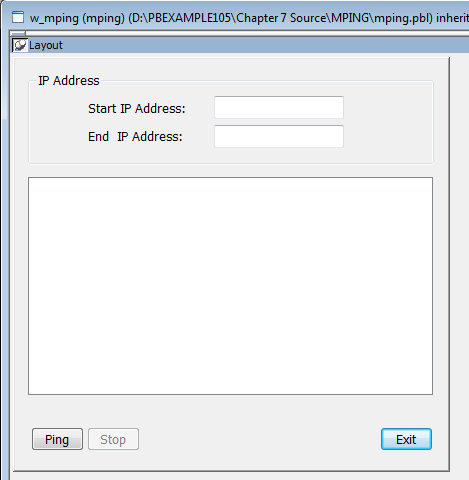 w_mping (mping) (D:\PBEXAMPLE105\Chapter 7 Source\MPING\mping.pbl) inherit
Layout
IP Address
Start IP Address:
End IP Address:
Ping Stop Exit